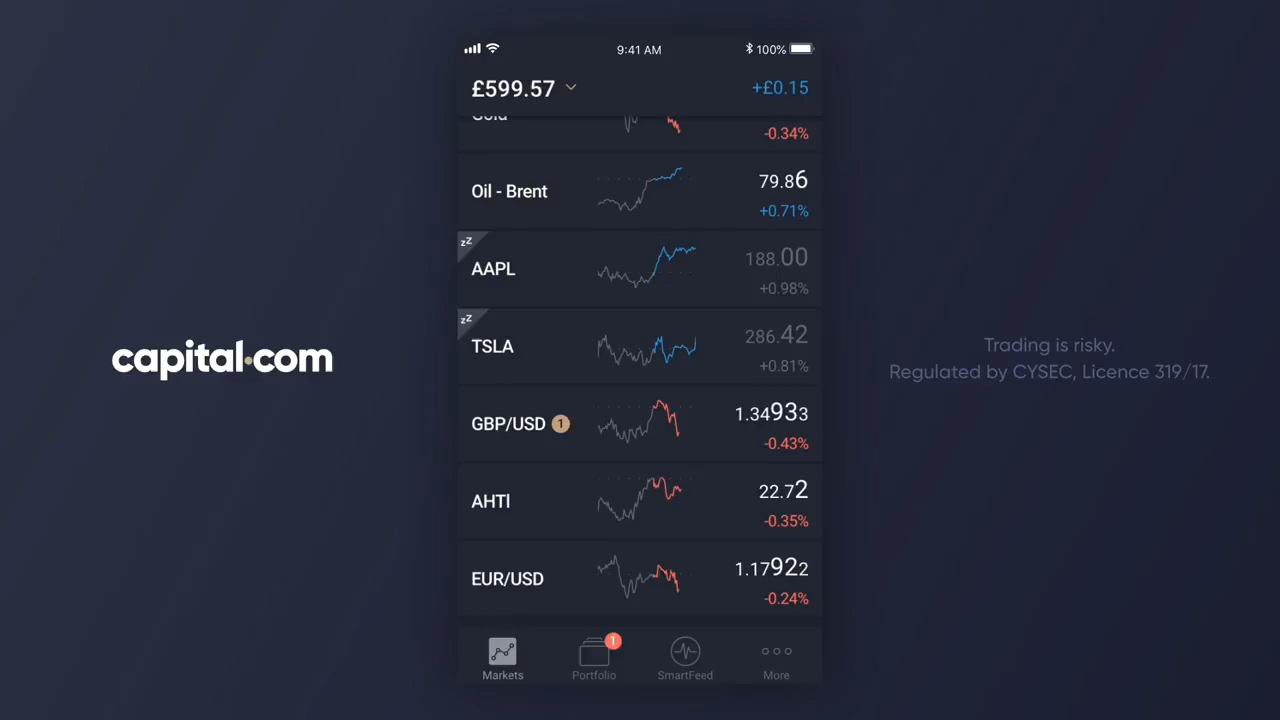 9:41 AM
100%
£599.57
+£0.15
Gold
-0.34%
Oil - Brent
79.86
+0.71%
zZ
AAPL
188.00
+0.98%
zZ
TSLA
286.42
+0.81%
GBP/USD 1
1.34933
-0.43%
AHTl
22.72
-0.35%
EUR/USD
1.17922
-0.24%
1
Markets
Portfolio
SmartFeed
More
capital.com
Trading is risky.
Regulated by CYSEC, Licence 319/17.